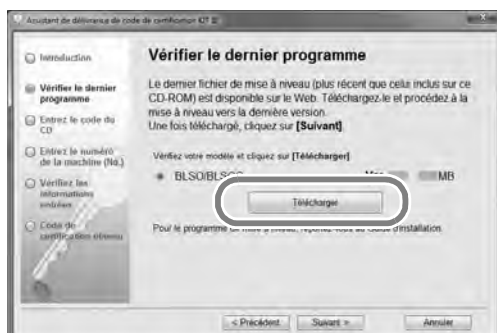 Assistant de délivrance de code de certification KIT II
Introduction
Vérifier le dernier
programme
Entrez le code du
CD
Entrez le numéro
de la machine (No.)
Vérifiez les
informations
entrées
Code de
certification obtenu
Vérifier le dernier programme
Le dernier fichier de mise à niveau (plus récent que celui inclus sur ce
CD-ROM) est disponible sur le Web. Téléchargez-le et procédez à la
mise à niveau vers la dernière version.
Une fois téléchargé, cliquez sur [Suivant].
Vérifiez votre modèle et cliquez sur [Télécharger]
BLSO/BLSO MB
Télécharger
Pour le programme de mise à niveau, reportez-vous au Guide d'installation.
< Précédent
Suivant >
Annuler